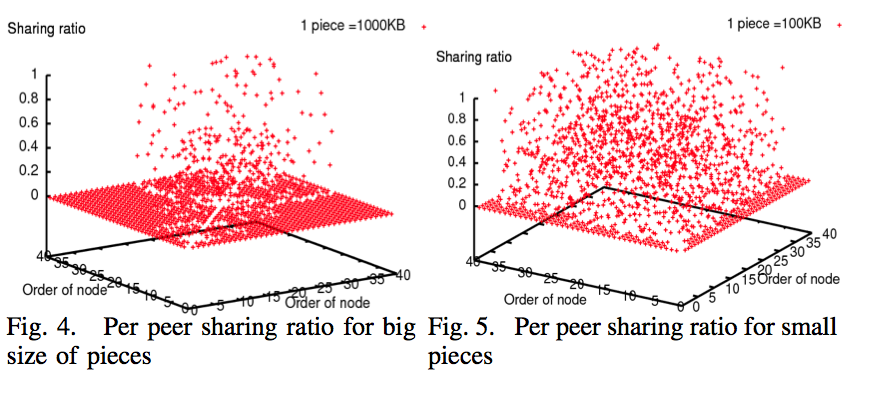 Sharing ratio
1 piece =1000KB
1
0.8
0.6
0.4
0.2
0
40 35 30 25 20 15 10 5 0
Order of node
0 5 10 15 20 25 30 35 40
Order of node
Fig. 4. Per peer sharing ratio for big
size of pieces
1 piece =100KB
Sharing ratio
1
0.8
0.6
0.4
0.2
0
40 35 30 25 20 15 10 5 0
Order of node
0 5 10 15 20 25 30 35 40
Order of node
Fig. 5. Per peer sharing ratio for small
pieces